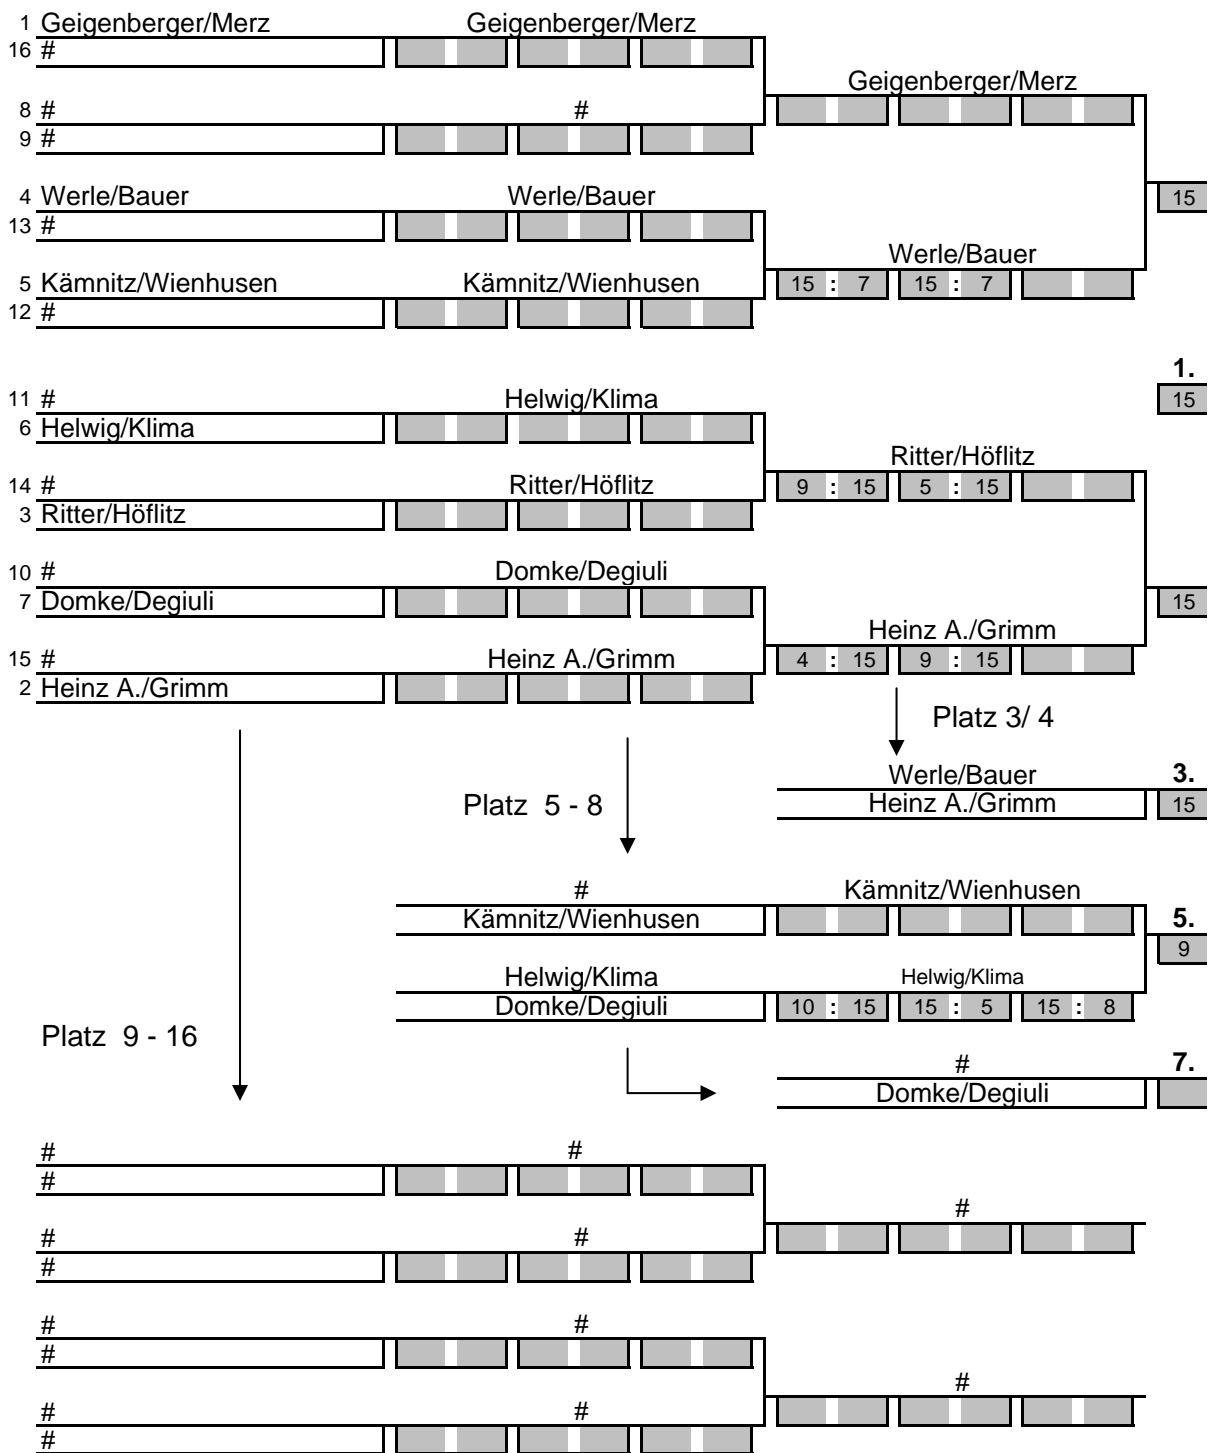 1 Geigenberger/Merz Geigenberger/Merz
16 #
Geigenberger/Merz
8 # #
9 #
4 Werle/Bauer Werle/Bauer 15
13 #
Werle/Bauer
5 Kämnitz/Wienhusen Kämnitz/Wienhusen 15 : 7 15 : 7
12 #
1.
11 # Helwig/Klima 15
6 Helwig/Klima
Ritter/Höflitz
14 # Ritter/Höflitz 9 : 15 5 : 15
3 Ritter/Höflitz
10 # Domke/Degiuli
7 Domke/Degiuli 15
Heinz A./Grimm
15 # Heinz A./Grimm 4 : 15 9 : 15
2 Heinz A./Grimm
Platz 3/ 4
Werle/Bauer 3.
Platz 5 - 8 Heinz A./Grimm 15
# Kämnitz/Wienhusen
Kämnitz/Wienhusen 5.
9
Helwig/Klima Helwig/Klima
Domke/Degiuli 10 : 15 15 : 5 15 : 8
Platz 9 - 16
# 7.
Domke/Degiuli
# #
#
#
# #
#
# #
#
#
# #
#